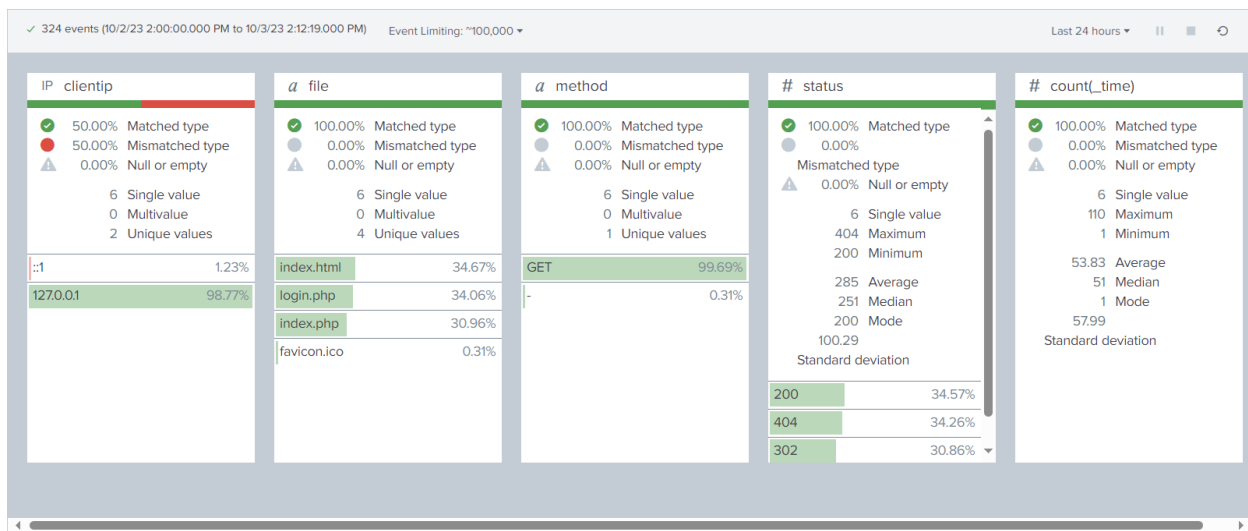 324 events (10/2/23 2:00:00.000 PM to 10/3/23 2:12:19.000 PM) Event Limiting: ~100,000 Last 24 hours
IP clientip
50.00% Matched type
50.00% Mismatched type
0.00% Null or empty
6 Single value
0 Multivalue
2 Unique values
::1 1.23%
127.0.0.1 98.77%
a file
100.00% Matched type
0.00% Mismatched type
0.00% Null or empty
6 Single value
0 Multivalue
4 Unique values
index.html 34.67%
login.php 34.06%
index.php 30.96%
favicon.ico 0.31%
a method
100.00% Matched type
0.00% Mismatched type
0.00% Null or empty
6 Single value
0 Multivalue
1 Unique values
GET 99.69%
- 0.31%
# status
100.00% Matched type
0.00%
Mismatched type
0.00% Null or empty
6 Single value
404 Maximum
200 Minimum
285 Average
251 Median
200 Mode
100.29
Standard deviation
200 34.57%
404 34.26%
302 30.86%
# count(_time)
100.00% Matched type
0.00% Mismatched type
0.00% Null or empty
6 Single value
110 Maximum
1 Minimum
53.83 Average
51 Median
1 Mode
57.99
Standard deviation